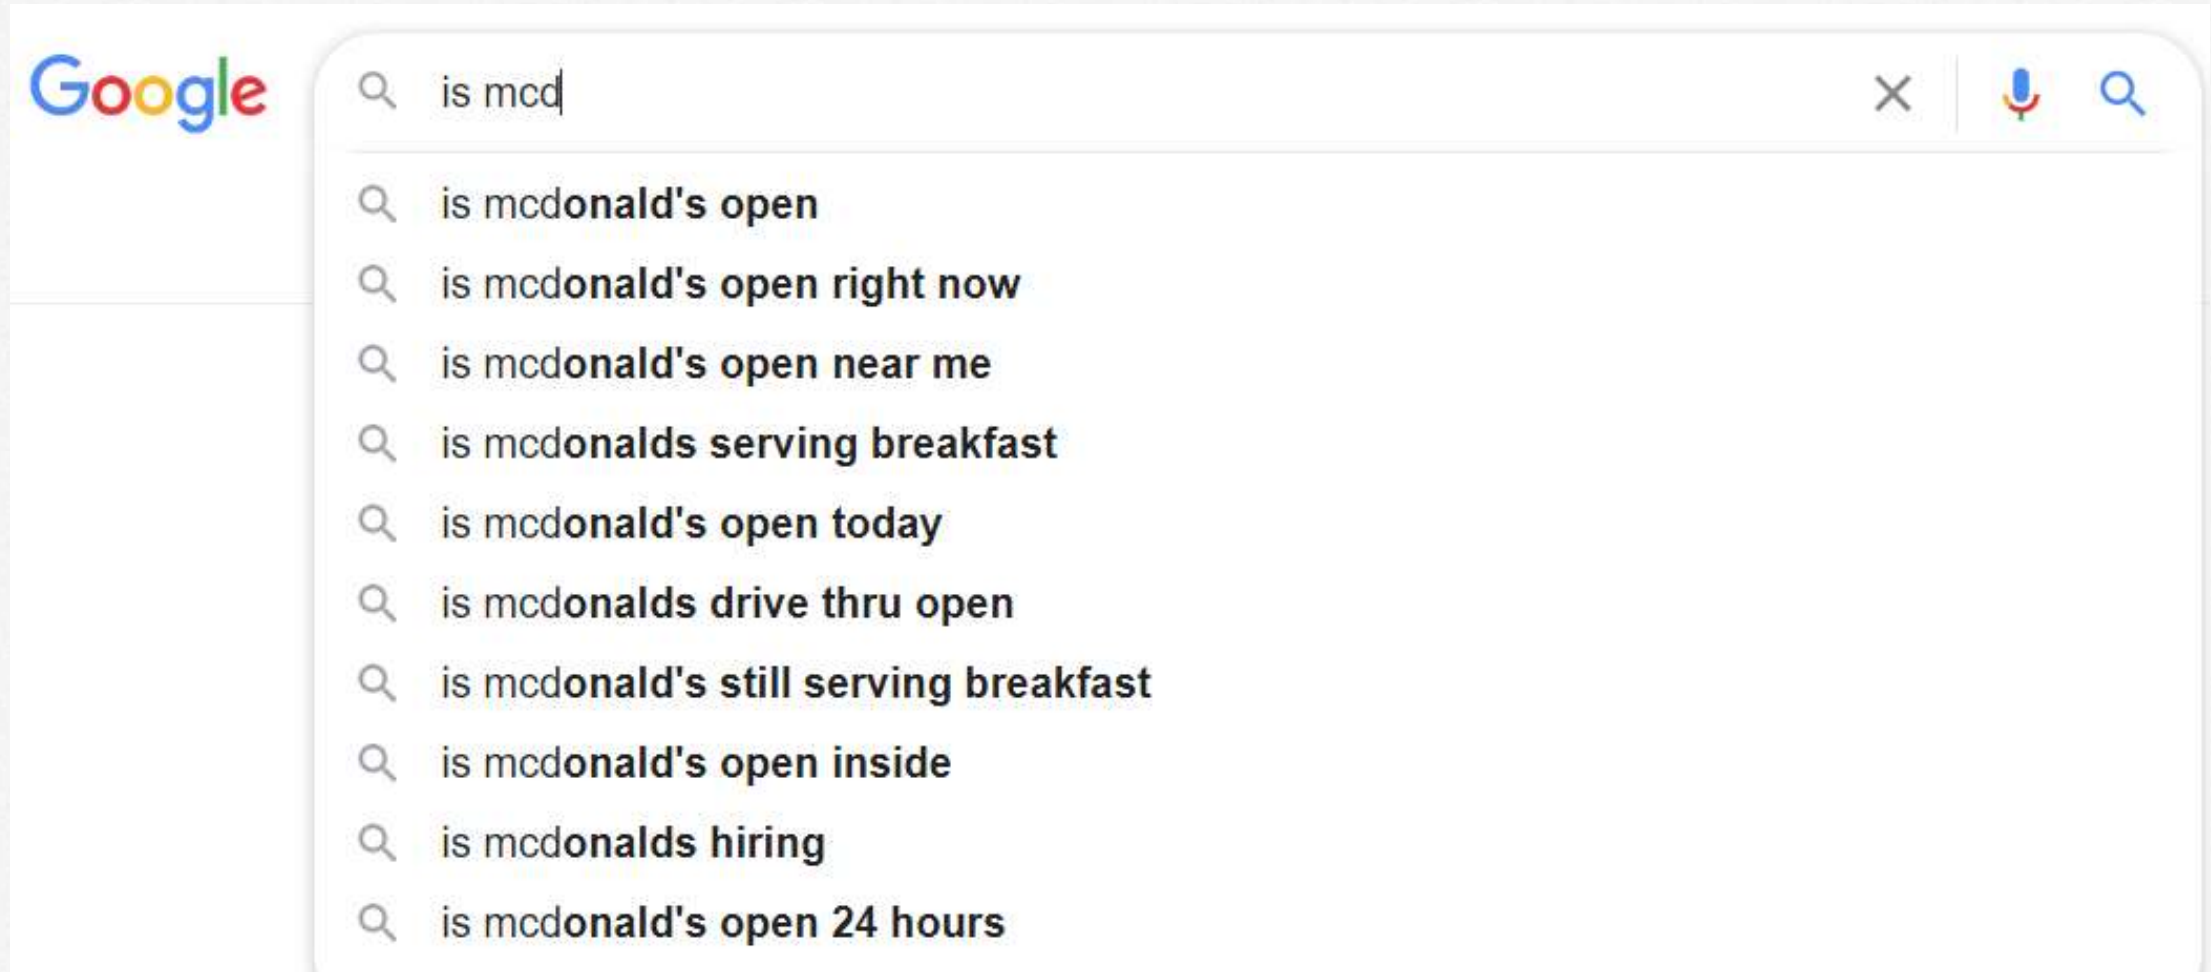 Google
is mcd
is mcdonald's open
is mcdonald's open right now
is mcdonald's open near me
is mcdonalds serving breakfast
is mcdonald's open today
is mcdonalds drive thru open
is mcdonald's still serving breakfast
is mcdonald's open inside
is mcdonalds hiring
is mcdonald's open 24 hours